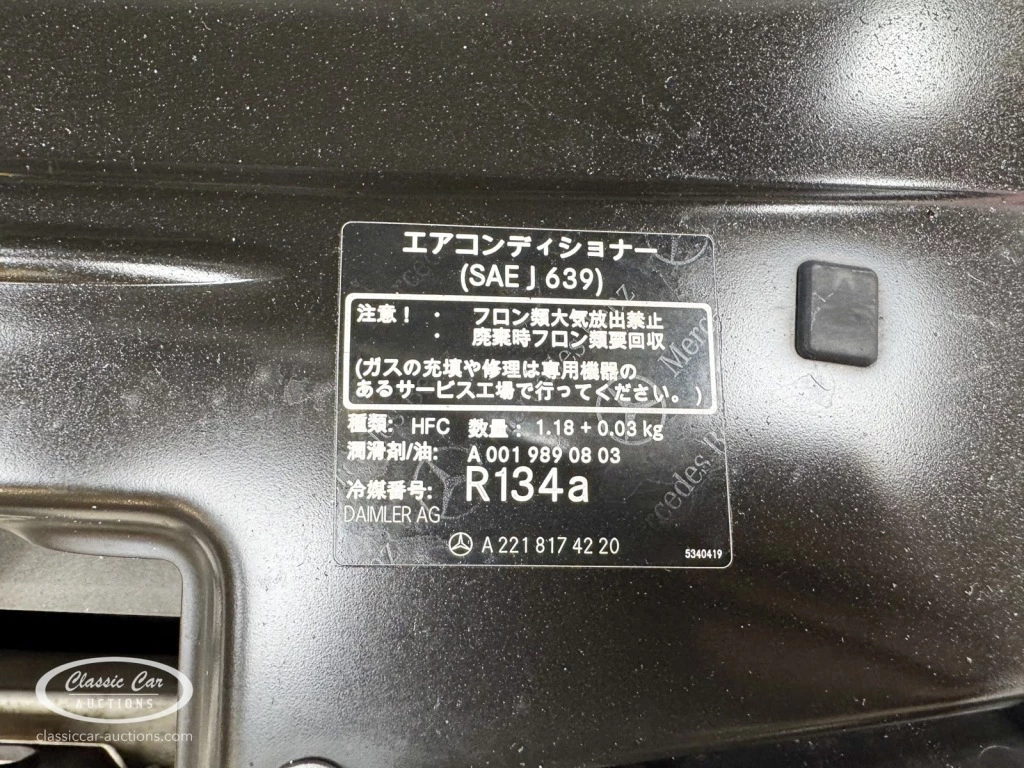 エアコンディショナー
(SAE J 639)
注意! ・ フロン類大気放出禁止
・ 廃棄時フロン類要回収
(ガスの充填や修理は専用機器の
あるサービス工場で行ってください。)
種類: HFC 数量: 1.18 + 0.03 kg
潤滑剤/油: A 001 989 08 03
冷媒番号: R134a
DAIMLER AG
A 221 817 42 20 5340419
Classic Car
AUCTIONS
classiccar-auctions.com